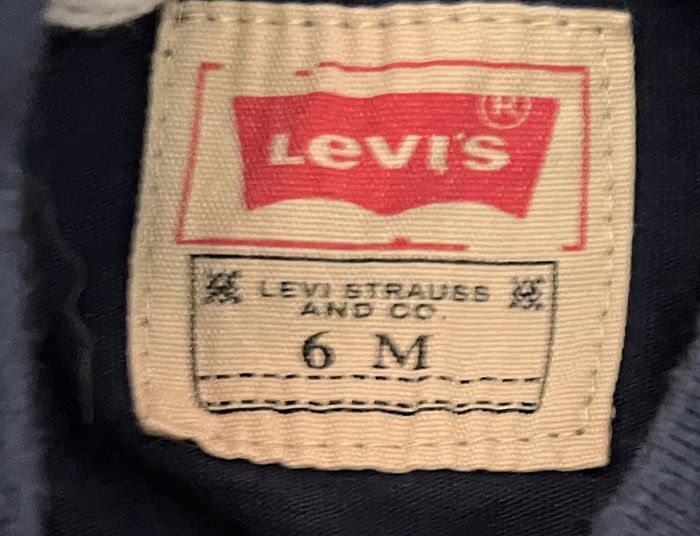 ®
LEVI'S
LEVI STRAUSS
AND CO.
6 M